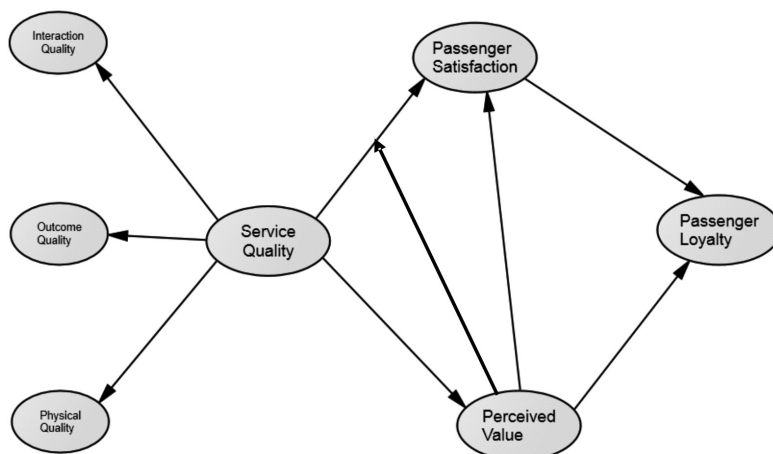 Interaction
Quality
Passenger
Satisfaction
Outcome
Quality
Service
Quality
Passenger
Loyalty
Physical
Quality
Perceived
Value